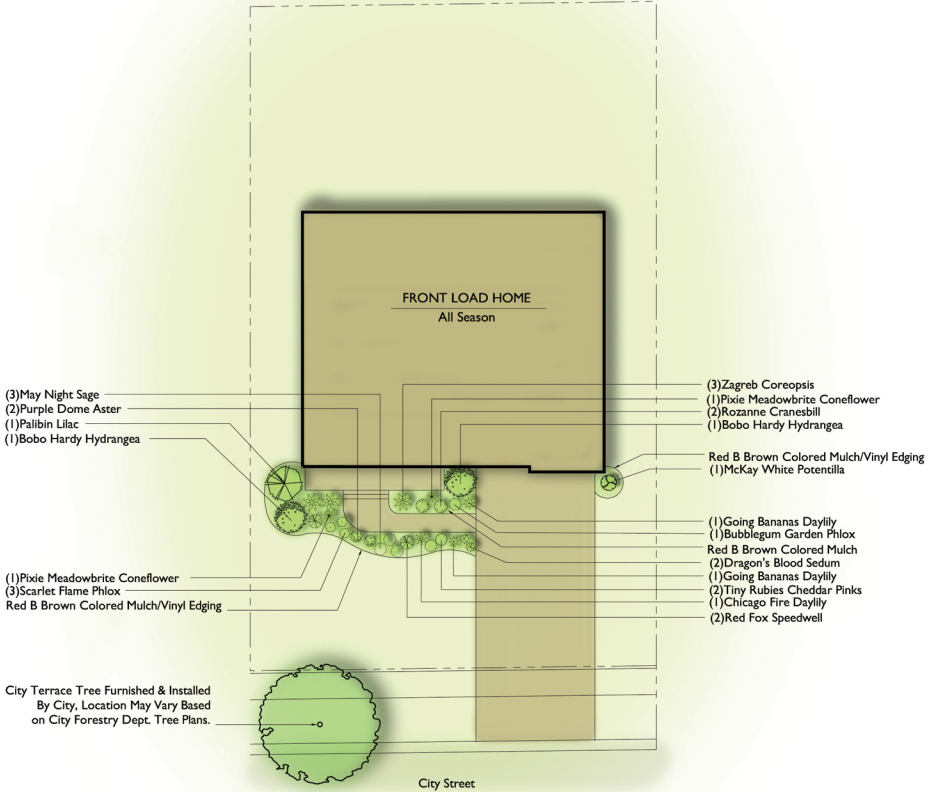 FRONT LOAD HOME
All Season
(3)May Night Sage
(2)Purple Dome Aster
(1)Palibin Lilac
(1)Bobo Hardy Hydrangea
(3)Zagreb Coreopsis
(1)Pixie Meadowbrite Coneflower
(2)Rozanne Cranesbill
(1)Bobo Hardy Hydrangea
Red B Brown Colored Mulch/Vinyl Edging
(1)McKay White Potentilla
(1)Going Bananas Daylily
(1)Bubblegum Garden Phlox
Red B Brown Colored Mulch
(2)Dragon's Blood Sedum
(1)Going Bananas Daylily
(2)Tiny Rubies Cheddar Pinks
(1)Chicago Fire Daylily
(2)Red Fox Speedwell
(1)Pixie Meadowbrite Coneflower
(3)Scarlet Flame Phlox
Red B Brown Colored Mulch/Vinyl Edging
City Terrace Tree Furnished & Installed
By City, Location May Vary Based
on City Forestry Dept. Tree Plans.
City Street